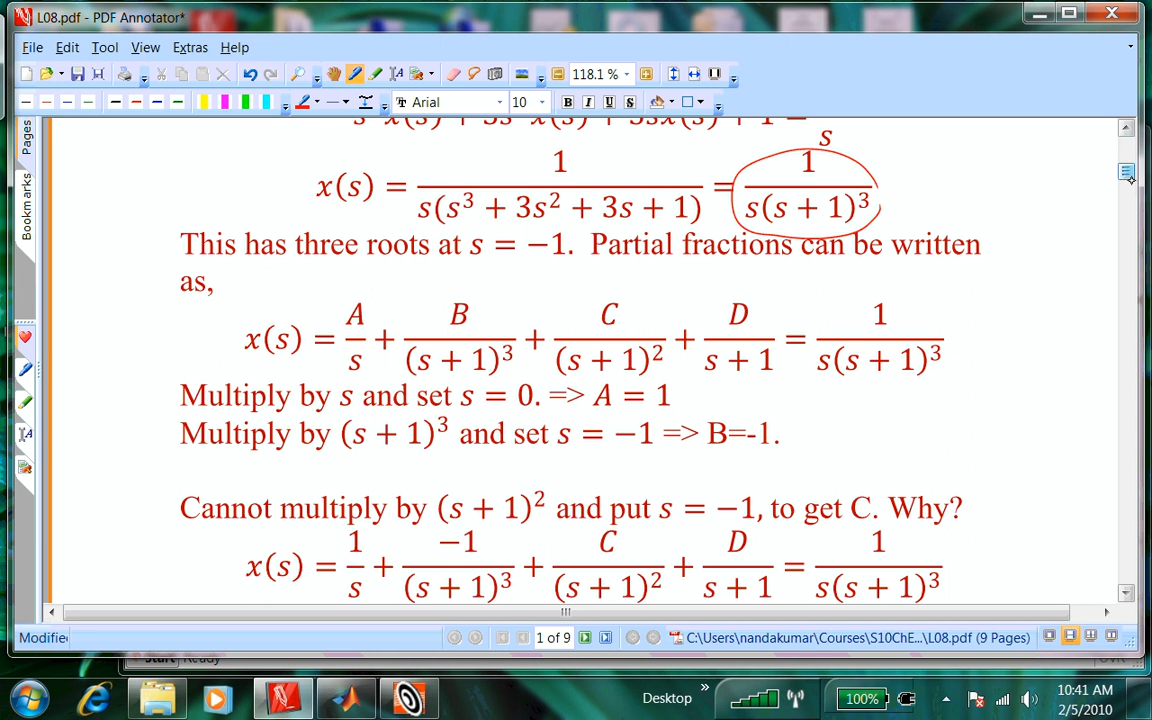 L08.pdf - PDF Annotator*
File Edit Tool View Extras Help
118.1 %
Arial 10 B I U S
Pages
Bookmarks
s
x(s) = 1 / s(s³ + 3s² + 3s + 1) = 1 / s(s + 1)³
This has three roots at s = −1. Partial fractions can be written
as,
x(s) = A / s + B / (s + 1)³ + C / (s + 1)² + D / s + 1 = 1 / s(s + 1)³
Multiply by s and set s = 0. => A = 1
Multiply by (s + 1)³ and set s = −1 => B=-1.
Cannot multiply by (s + 1)² and put s = −1, to get C. Why?
x(s) = 1 / s + −1 / (s + 1)³ + C / (s + 1)² + D / s + 1 = 1 / s(s + 1)³
Modified
1 of 9
C:\Users\nandakumar\Courses\S10ChE...\L08.pdf (9 Pages)
Start Ready
Desktop »
100%
10:41 AM
2/5/2010